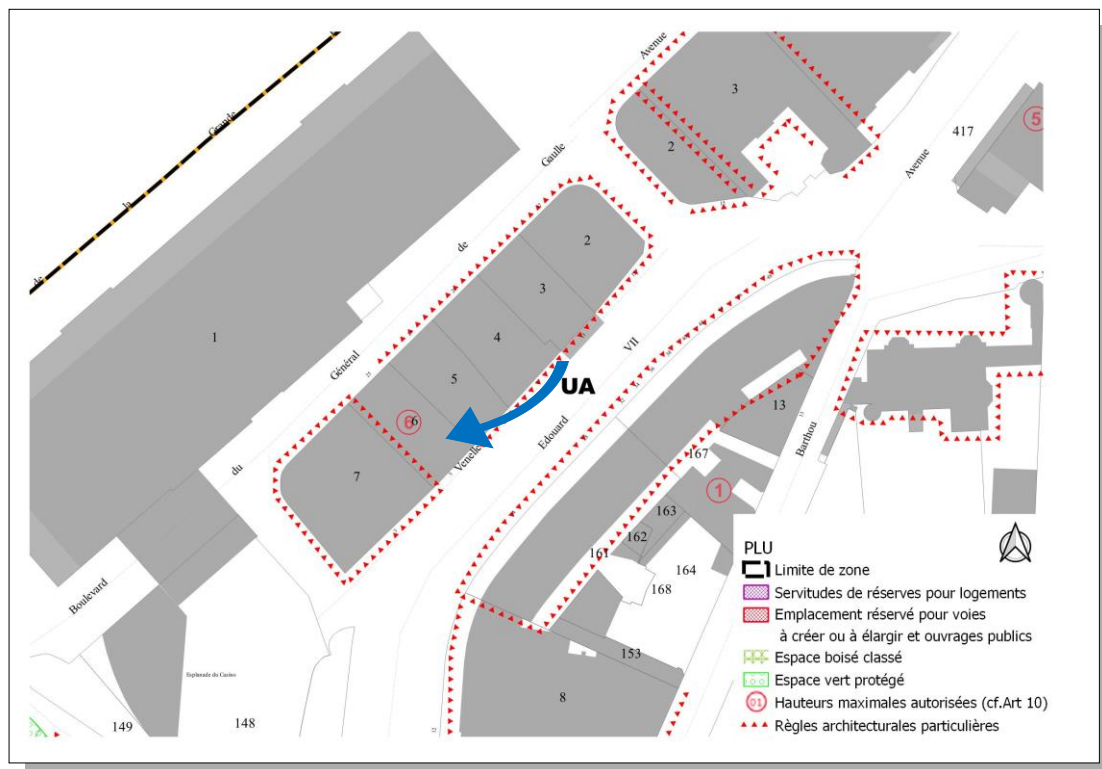 Avenue
3
Grande
la
de
417
5
2
Gaulle
Avenue
de
2
3
1
4
VII
Général
5
UA
6
6
Edouard
13
Venelle
Barthou
du
7
167
1
163
162
161
164
168
Boulevard
153
Esplanade du Casino
8
149
148
PLU
Limite de zone
Servitudes de réserves pour logements
Emplacement réservé pour voies
à créer ou à élargir et ouvrages publics
Espace boisé classé
Espace vert protégé
01 Hauteurs maximales autorisées (cf.Art 10)
Règles architecturales particulières